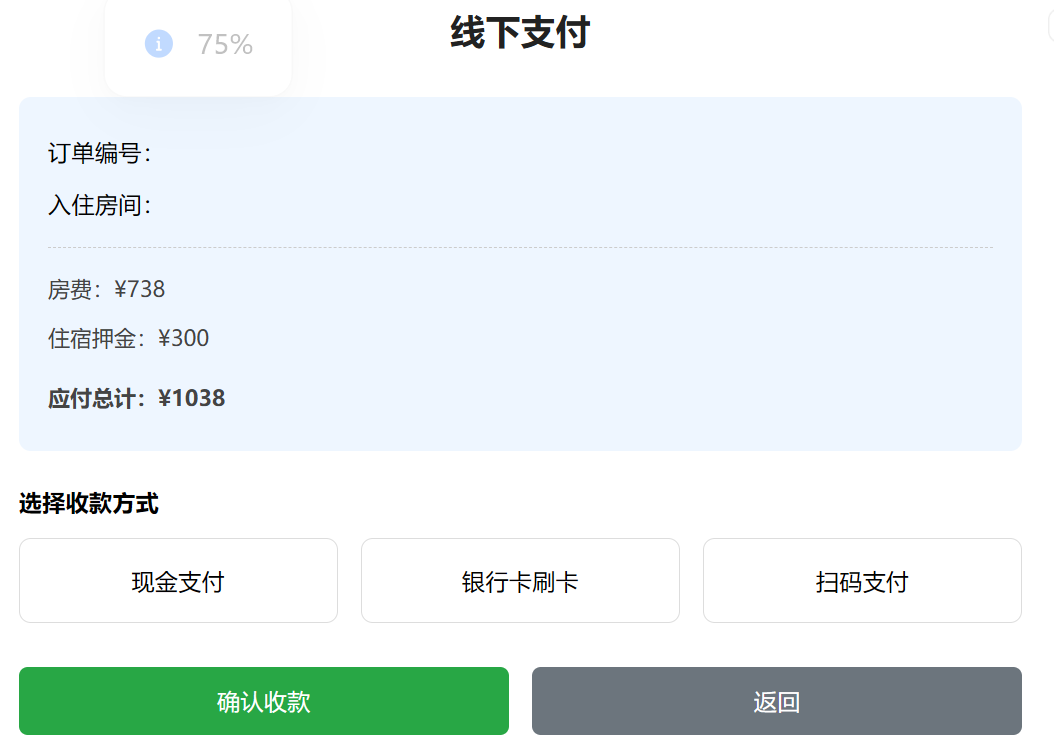 75%
线下支付
订单编号：
入住房间：
房费：¥738
住宿押金：¥300
应付总计：¥1038
选择收款方式
现金支付
银行卡刷卡
扫码支付
确认收款
返回